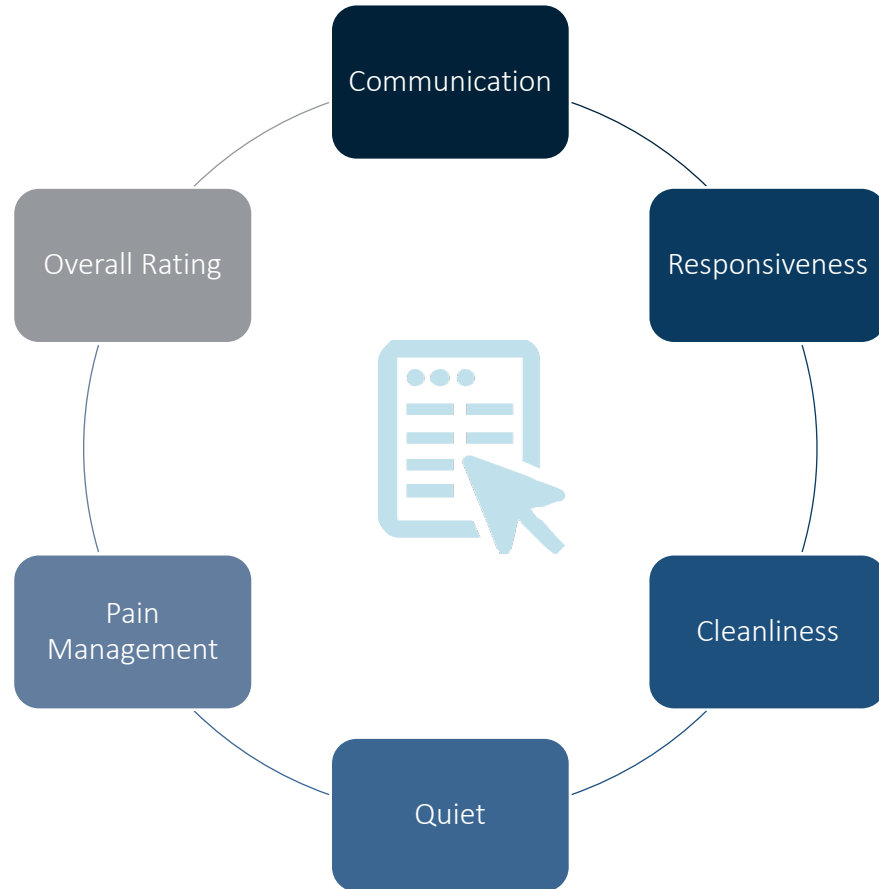 Communication
Responsiveness
Cleanliness
Quiet
Pain
Management
Overall Rating